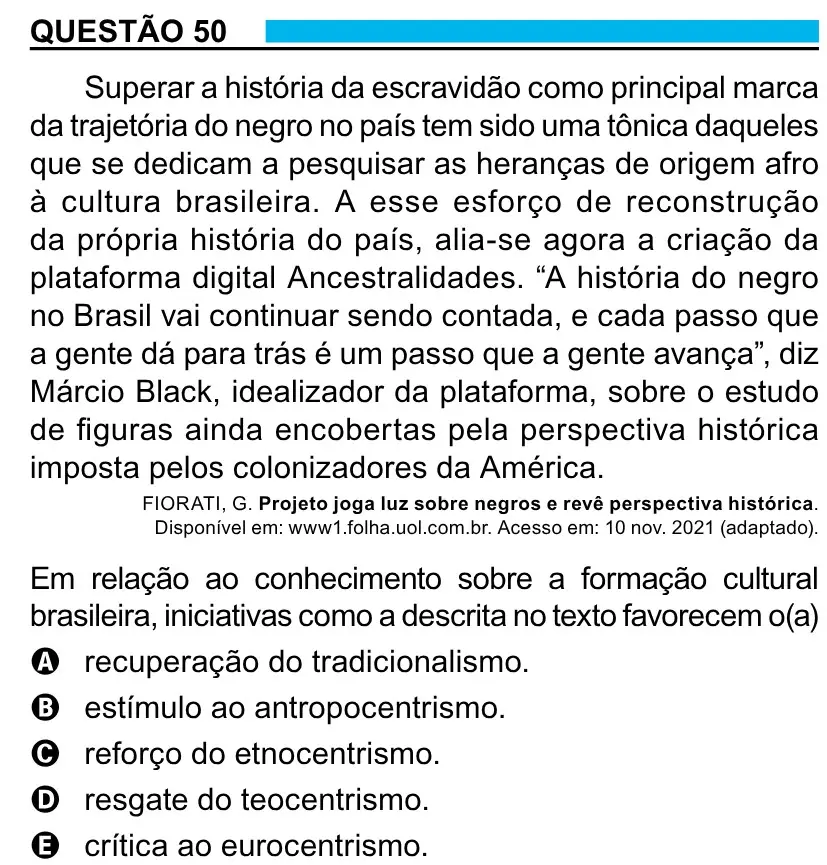 QUESTÃO 50
Superar a história da escravidão como principal marca
da trajetória do negro no país tem sido uma tônica daqueles
que se dedicam a pesquisar as heranças de origem afro
à cultura brasileira. A esse esforço de reconstrução
da própria história do país, alia-se agora a criação da
plataforma digital Ancestralidades. “A história do negro
no Brasil vai continuar sendo contada, e cada passo que
a gente dá para trás é um passo que a gente avança”, diz
Márcio Black, idealizador da plataforma, sobre o estudo
de figuras ainda encobertas pela perspectiva histórica
imposta pelos colonizadores da América.
FIORATI, G. Projeto joga luz sobre negros e revê perspectiva histórica.
Disponível em: www1.folha.uol.com.br. Acesso em: 10 nov. 2021 (adaptado).
Em relação ao conhecimento sobre a formação cultural
brasileira, iniciativas como a descrita no texto favorecem o(a)
A recuperação do tradicionalismo.
B estímulo ao antropocentrismo.
C reforço do etnocentrismo.
D resgate do teocentrismo.
E crítica ao eurocentrismo.